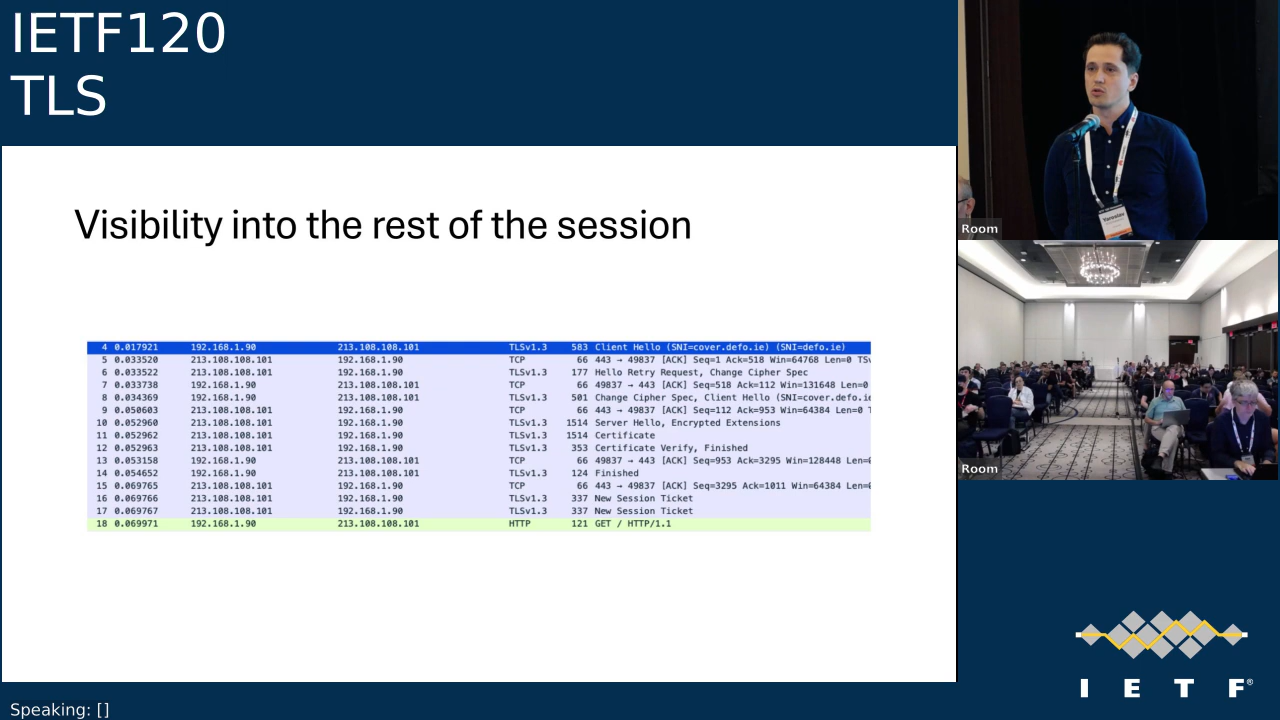 IETF120
TLS
Visibility into the rest of the session
4 0.017921 192.168.1.90 213.108.108.101 TLSv1.3 583 Client Hello (SNI=cover.defo.ie) (SNI=defo.ie)
5 0.033520 213.108.108.101 192.168.1.90 TCP 66 443 → 49837 [ACK] Seq=1 Ack=518 Win=64768 Len=0 TSv
6 0.033522 213.108.108.101 192.168.1.90 TLSv1.3 177 Hello Retry Request, Change Cipher Spec
7 0.033738 192.168.1.90 213.108.108.101 TCP 66 49837 → 443 [ACK] Seq=518 Ack=112 Win=131648 Len=0
8 0.034369 192.168.1.90 213.108.108.101 TLSv1.3 501 Change Cipher Spec, Client Hello (SNI=cover.defo.ie
9 0.050603 213.108.108.101 192.168.1.90 TCP 66 443 → 49837 [ACK] Seq=112 Ack=953 Win=64384 Len=0 T
10 0.052960 213.108.108.101 192.168.1.90 TLSv1.3 1514 Server Hello, Encrypted Extensions
11 0.052962 213.108.108.101 192.168.1.90 TLSv1.3 1514 Certificate
12 0.052963 213.108.108.101 192.168.1.90 TLSv1.3 353 Certificate Verify, Finished
13 0.053158 192.168.1.90 213.108.108.101 TCP 66 49837 → 443 [ACK] Seq=953 Ack=3295 Win=128448 Len=0
14 0.054652 192.168.1.90 213.108.108.101 TLSv1.3 124 Finished
15 0.069765 213.108.108.101 192.168.1.90 TCP 66 443 → 49837 [ACK] Seq=3295 Ack=1011 Win=64384 Len=0
16 0.069766 213.108.108.101 192.168.1.90 TLSv1.3 337 New Session Ticket
17 0.069767 213.108.108.101 192.168.1.90 TLSv1.3 337 New Session Ticket
18 0.069971 192.168.1.90 213.108.108.101 HTTP 121 GET / HTTP/1.1
Yaroslav
Room
Room
I E T F®
Speaking: []